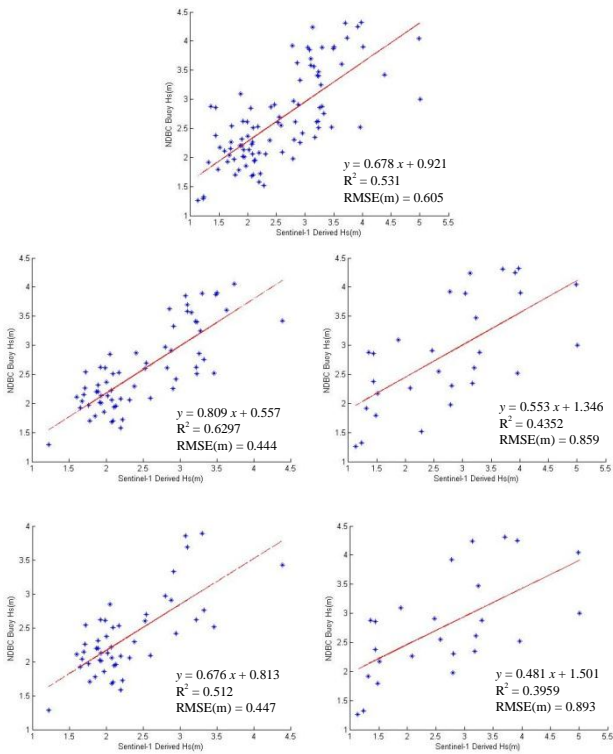 4.5
4
3.5
3
2.5
2
1.5
1
NDBC Buoy Hs(m)
y = 0.678 x + 0.921
R² = 0.531
RMSE(m) = 0.605
1 1.5 2 2.5 3 3.5 4 4.5 5 5.5
Sentinel-1 Derived Hs(m)
4.5
4
3.5
3
2.5
2
1.5
1
NDBC Buoy Hs(m)
y = 0.809 x + 0.557
R² = 0.6297
RMSE(m) = 0.444
1 1.5 2 2.5 3 3.5 4 4.5
Sentinel-1 Derived Hs(m)
4.5
4
3.5
3
2.5
2
1.5
1
NDBC Buoy Hs(m)
y = 0.553 x + 1.346
R² = 0.4352
RMSE(m) = 0.859
1 1.5 2 2.5 3 3.5 4 4.5 5 5.5
Sentinel-1 Derived Hs(m)
4
3.5
3
2.5
2
1.5
1
NDBC Buoy Hs(m)
y = 0.676 x + 0.813
R² = 0.512
RMSE(m) = 0.447
1 1.5 2 2.5 3 3.5 4 4.5
Sentinel-1 Derived Hs(m)
4.5
4
3.5
3
2.5
2
1.5
1
NDBC Buoy Hs(m)
y = 0.481 x + 1.501
R² = 0.3959
RMSE(m) = 0.893
1 1.5 2 2.5 3 3.5 4 4.5 5 5.5
Sentinel-1 Derived Hs(m)